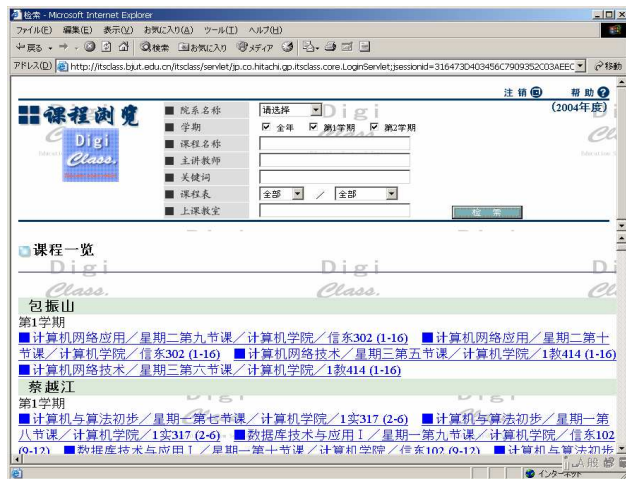 检索 - Microsoft Internet Explorer
ファイル(F) 編集(E) 表示(V) お気に入り(A) ツール(T) ヘルプ(H)
戻る 検索 お気に入り メディア
アドレス(D) http://itsclass.bjut.edu.cn/itsclass/servlet/jp.co.hitachi.gp.itsclass.core.LoginServlet;jsessionid=316473D403456C7909352C03AEEC 移動
注销 帮助
课程浏览 (2004年度)
Digi Class.
■ 院系名称 请选择
■ 学期 全年 第1学期 第2学期
■ 课程名称
■ 主讲教师
■ 关键词
■ 课程表 全部 ／ 全部
■ 上课教室 检 索
课程一览
Digi Class.
包振山
第1学期
■计算机网络应用／星期二第九节课／计算机学院／信东302 (1-16) ■计算机网络应用／星期二第十
节课／计算机学院／信东302 (1-16) ■计算机网络技术／星期三第五节课／计算机学院／1教414 (1-16)
■计算机网络技术／星期三第六节课／计算机学院／1教414 (1-16)
蔡越江
第1学期
■计算机与算法初步／星期一第七节课／计算机学院／1实317 (2-6) ■计算机与算法初步／星期一第
八节课／计算机学院／1实317 (2-6) ■数据库技术与应用Ⅰ／星期一第九节课／计算机学院／信东102
(9-12) ■数据库技术与应用Ⅰ／星期一第十节课／计算机学院／信东102 (9-12) ■计算机与算法初步／
インターネット
A 般